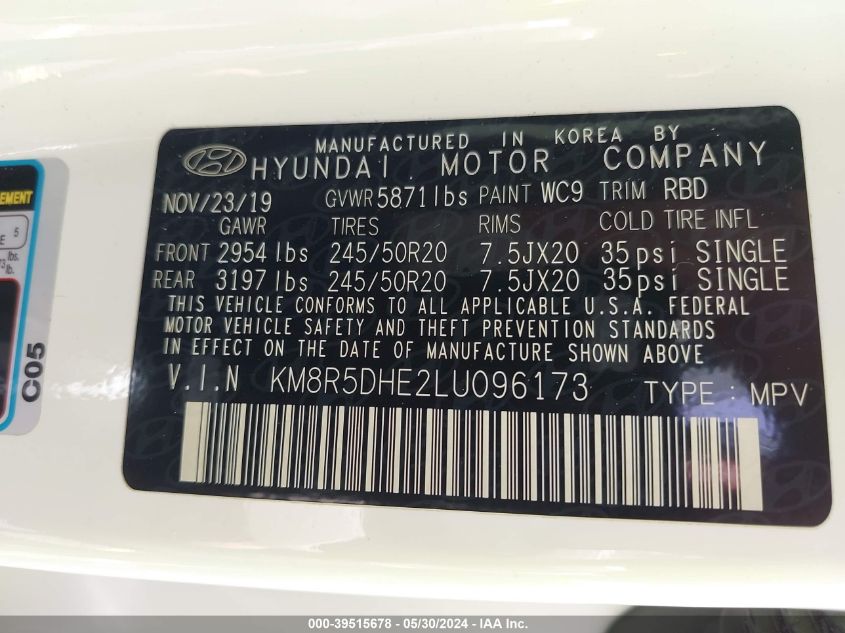 MANUFACTURED IN KOREA BY
HYUNDAI MOTOR COMPANY
NOV/23/19 GVWR 5871lbs PAINT WC9 TRIM RBD
GAWR TIRES RIMS COLD TIRE INFL
FRONT 2954 lbs 245/50R20 7.5JX20 35psi SINGLE
REAR 3197 lbs 245/50R20 7.5JX20 35psi SINGLE
THIS VEHICLE CONFORMS TO ALL APPLICABLE U.S.A. FEDERAL
MOTOR VEHICLE SAFETY AND THEFT PREVENTION STANDARDS
IN EFFECT ON THE DATE OF MANUFACTURE SHOWN ABOVE
V.I.N KM8R5DHE2LU096173 TYPE : MPV
5
lbs.
lb.
C05
000-39515678 - 05/30/2024 - IAA Inc.